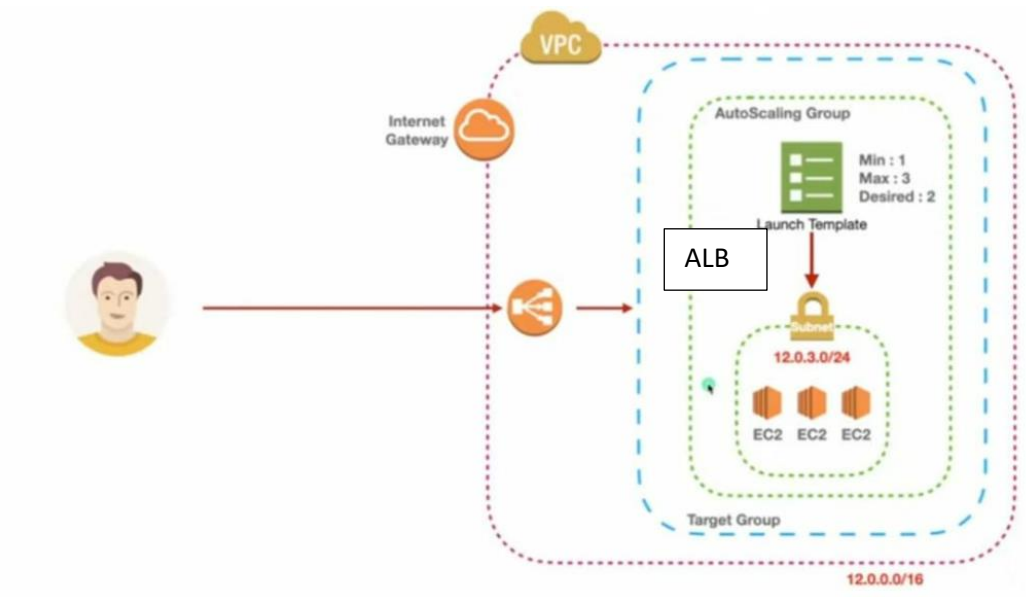 VPC
Internet
Gateway
AutoScaling Group
Min : 1
Max : 3
Desired : 2
Launch Template
ALB
Subnet
12.0.3.0/24
EC2 EC2 EC2
Target Group
12.0.0.0/16